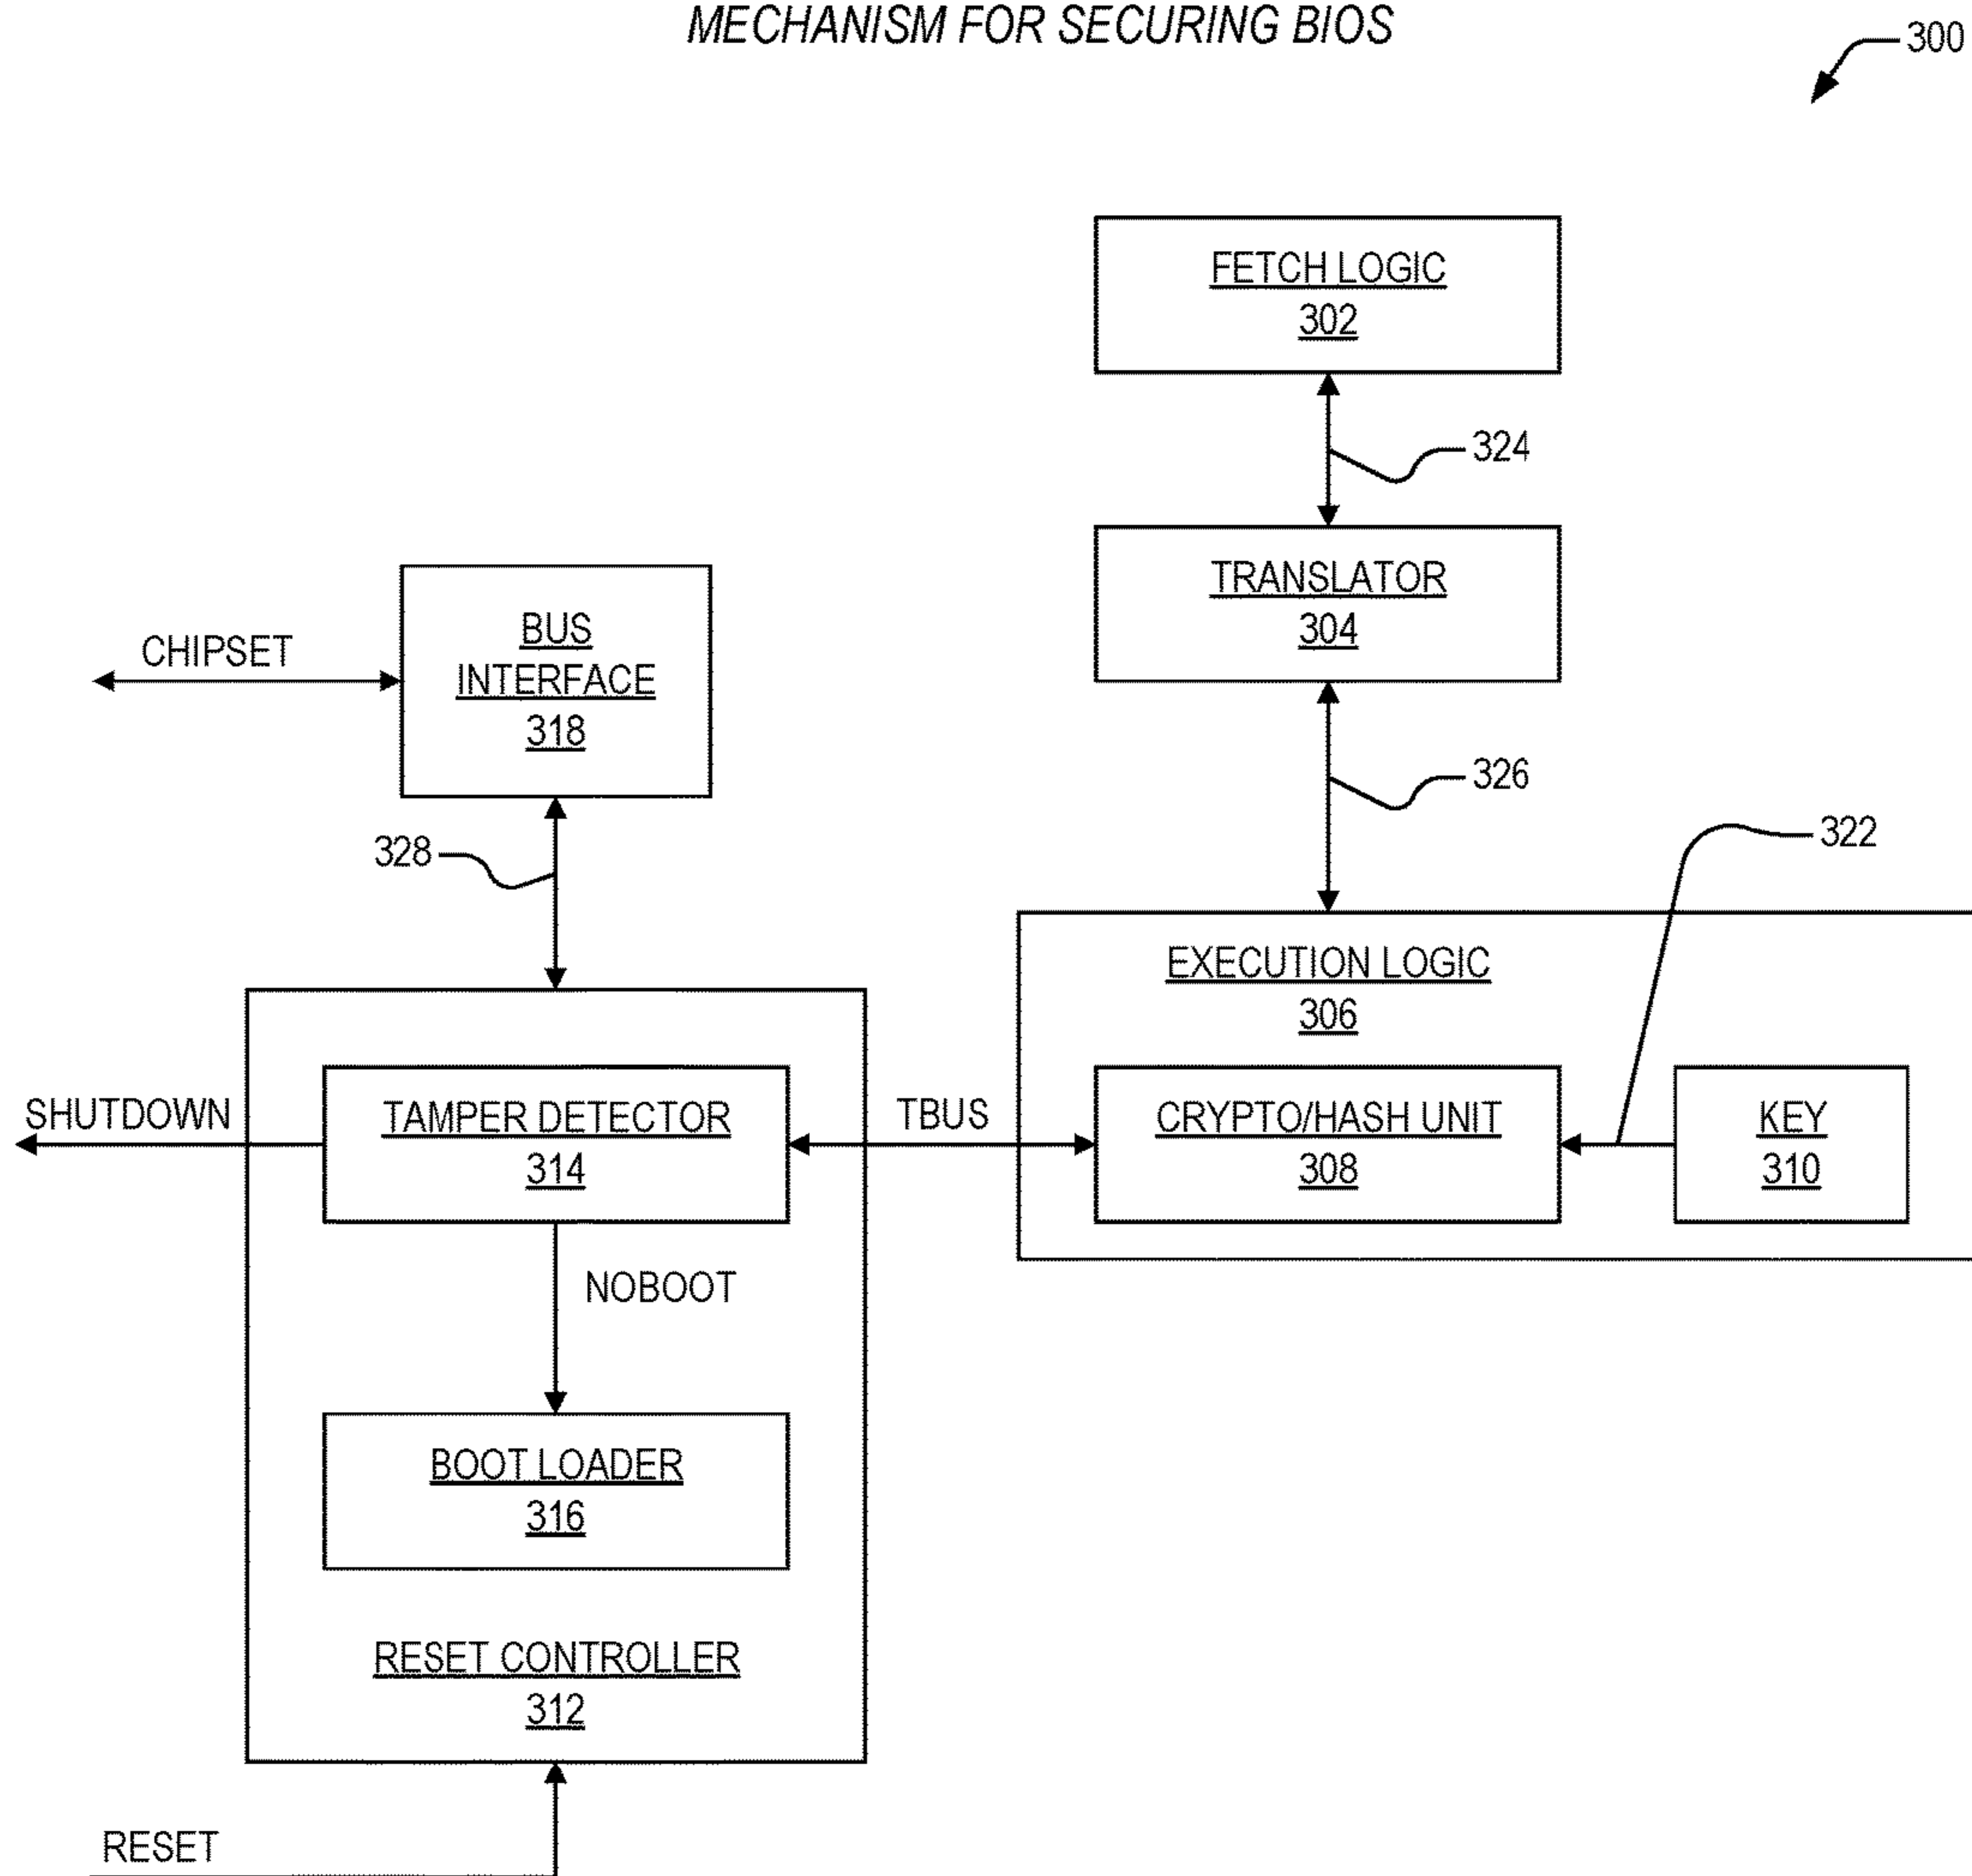 MECHANISM FOR SECURING BIOS
300
FETCH LOGIC
302
324
TRANSLATOR
304
CHIPSET
BUS
INTERFACE
318
326
328
322
EXECUTION LOGIC
306
SHUTDOWN
TAMPER DETECTOR
314
TBUS
CRYPTO/HASH UNIT
308
KEY
310
NOBOOT
BOOT LOADER
316
RESET CONTROLLER
312
RESET